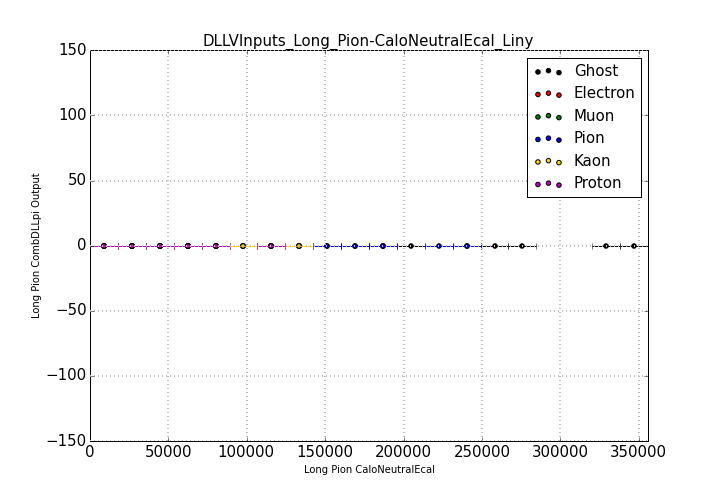 DLLVInputs_Long_Pion-CaloNeutralEcal_Liny
150
100
50
0
−50
−100
−150
Long Pion CombDLLpi Output
Ghost
Electron
Muon
Pion
Kaon
Proton
0 50000 100000 150000 200000 250000 300000 350000
Long Pion CaloNeutralEcal